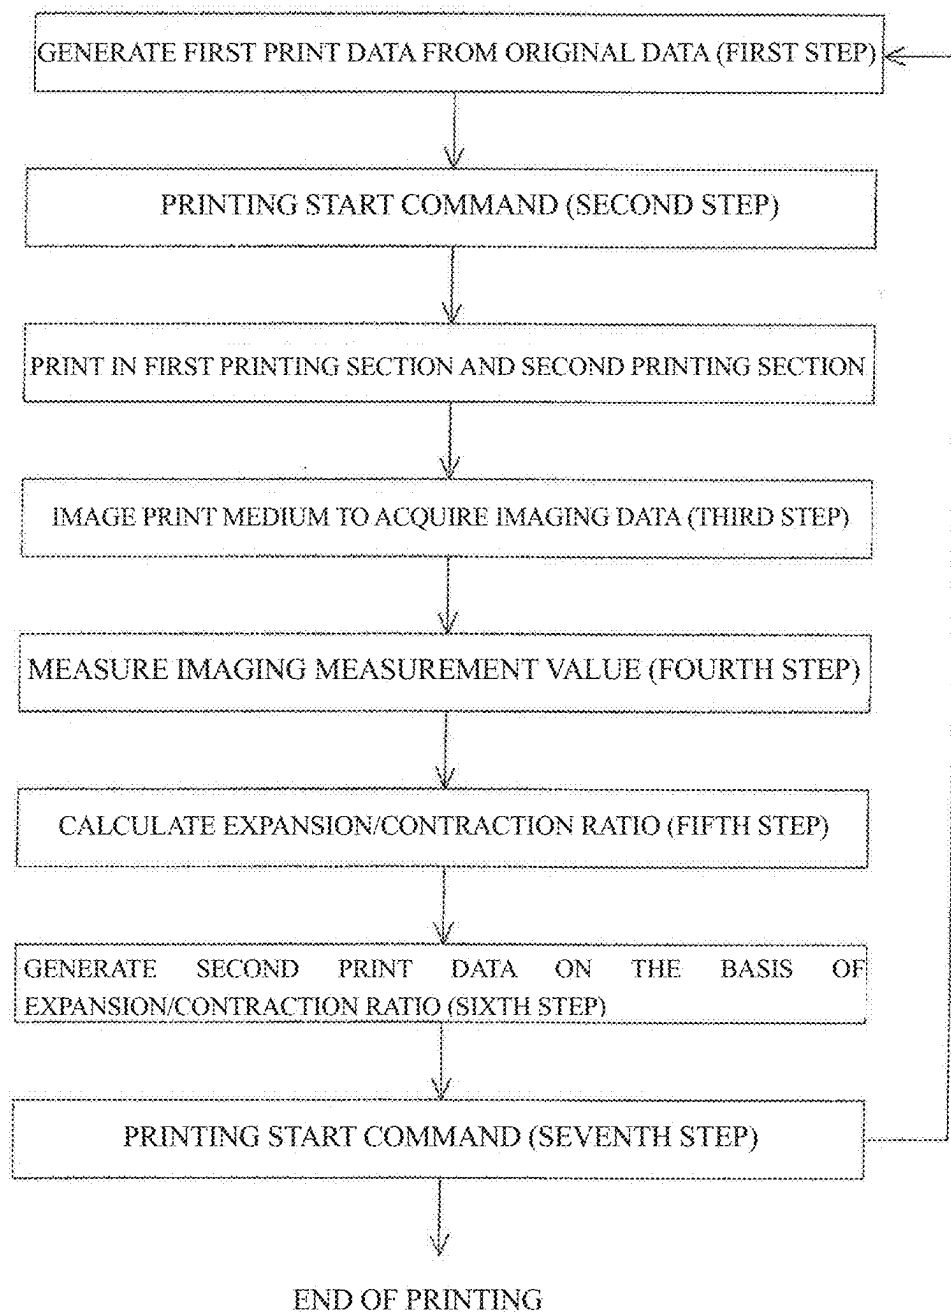 GENERATE FIRST PRINT DATA FROM ORIGINAL DATA (FIRST STEP)
PRINTING START COMMAND (SECOND STEP)
PRINT IN FIRST PRINTING SECTION AND SECOND PRINTING SECTION
IMAGE PRINT MEDIUM TO ACQUIRE IMAGING DATA (THIRD STEP)
MEASURE IMAGING MEASUREMENT VALUE (FOURTH STEP)
CALCULATE EXPANSION/CONTRACTION RATIO (FIFTH STEP)
GENERATE SECOND PRINT DATA ON THE BASIS OF
EXPANSION/CONTRACTION RATIO (SIXTH STEP)
PRINTING START COMMAND (SEVENTH STEP)
END OF PRINTING